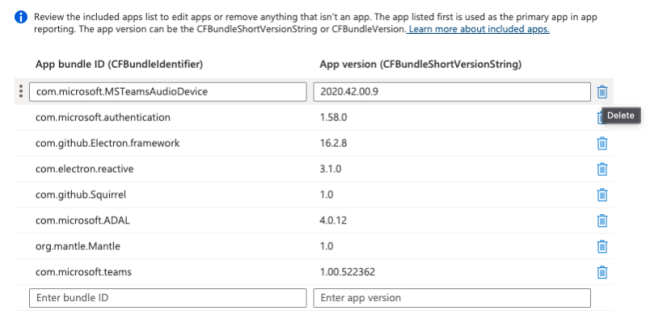 Review the included apps list to edit apps or remove anything that isn't an app. The app listed first is used as the primary app in app
reporting. The app version can be the CFBundleShortVersionString or CFBundleVersion. Learn more about included apps.
App bundle ID (CFBundleIdentifier) App version (CFBundleShortVersionString)
com.microsoft.MSTeamsAudioDevice 2020.42.00.9
Delete
com.microsoft.authentication 1.58.0
com.github.Electron.framework 16.2.8
com.electron.reactive 3.1.0
com.github.Squirrel 1.0
com.microsoft.ADAL 4.0.12
org.mantle.Mantle 1.0
com.microsoft.teams 1.00.522362
Enter bundle ID Enter app version